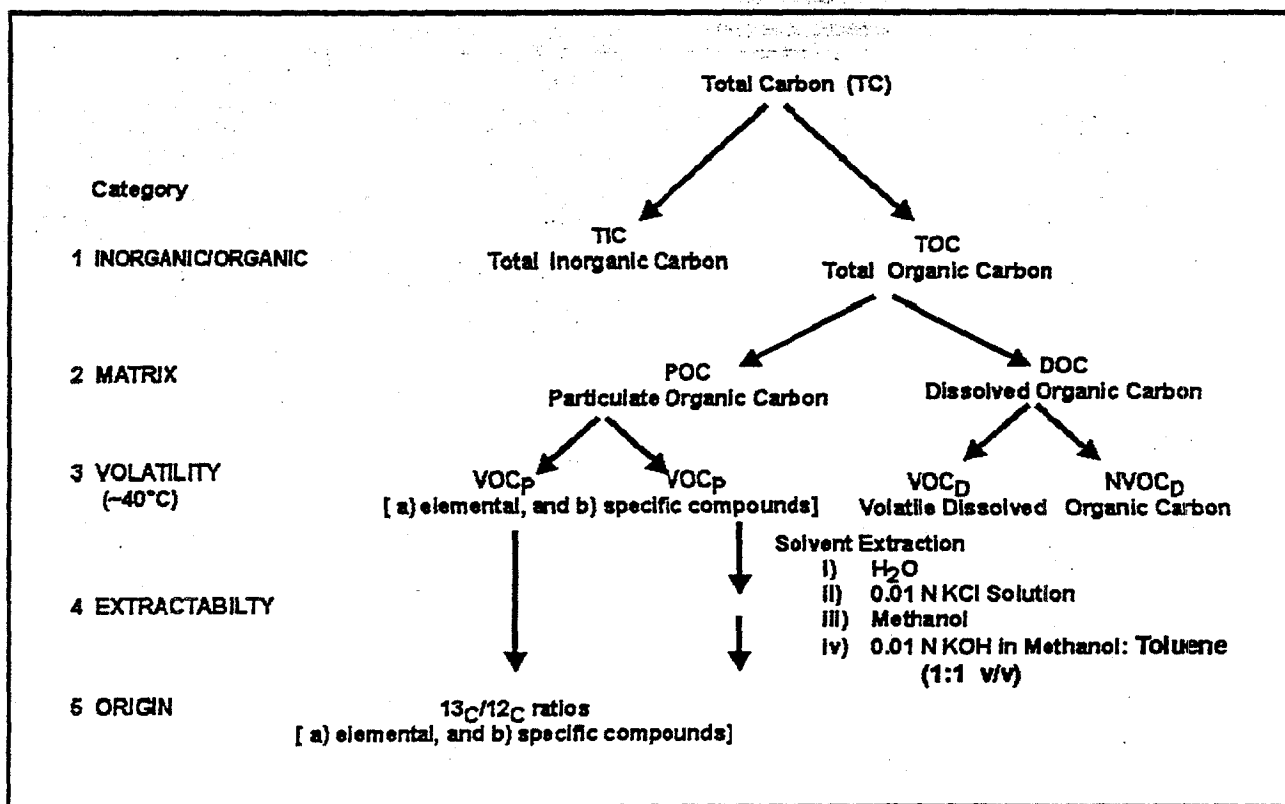 Total Carbon (TC)
Category
1 INORGANIC/ORGANIC
TIC
Total Inorganic Carbon
TOC
Total Organic Carbon
2 MATRIX
POC
Particulate Organic Carbon
DOC
Dissolved Organic Carbon
3 VOLATILITY
(~40°C)
VOCP
VOCP
[ a) elemental, and b) specific compounds]
VOCD
Volatile Dissolved
NVOCD
Organic Carbon
Solvent Extraction
i) H2O
ii) 0.01 N KCl Solution
iii) Methanol
iv) 0.01 N KOH in Methanol: Toluene
(1:1 v/v)
4 EXTRACTABILTY
5 ORIGIN
13C/12C ratios
[ a) elemental, and b) specific compounds]